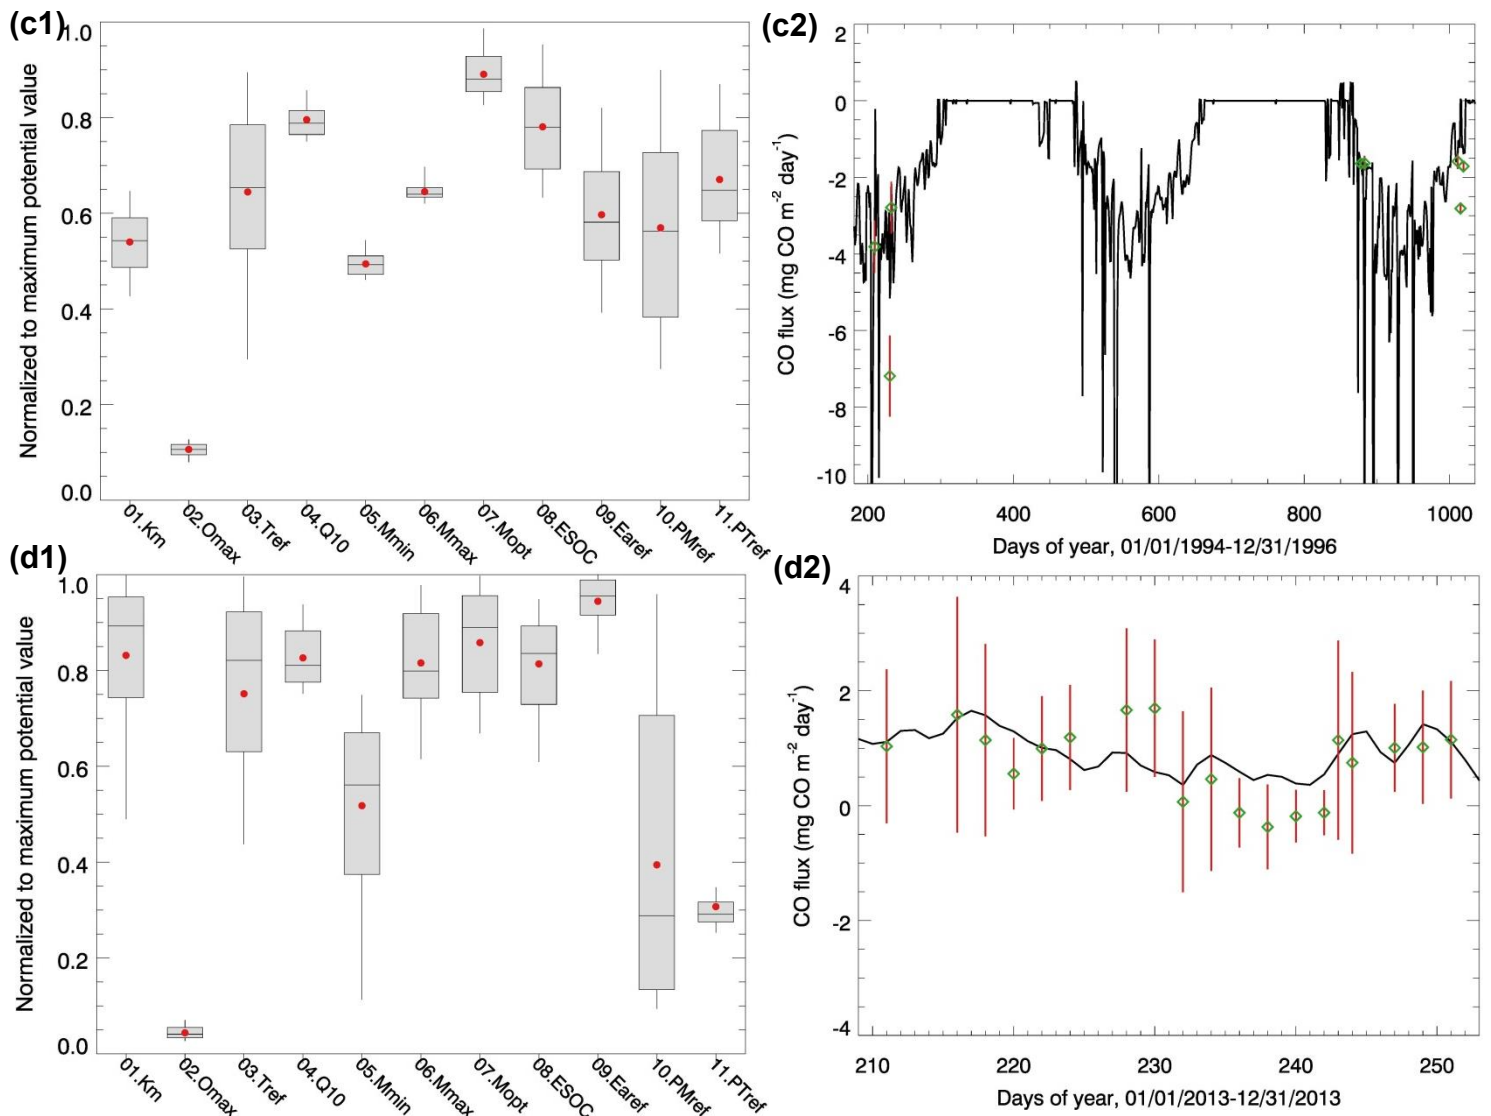 (c1)
Normalized to maximum potential value
1.0
0.8
0.6
0.4
0.2
0.0
01.Km
02.Omax
03.Tref
04.Q10
05.Mmin
06.Mmax
07.Mopt
08.ESOC
09.Earef
10.PMref
11.PTref
(c2)
CO flux (mg CO m⁻² day⁻¹)
2
0
-2
-4
-6
-8
-10
200 400 600 800 1000
Days of year, 01/01/1994-12/31/1996
(d1)
Normalized to maximum potential value
1.0
0.8
0.6
0.4
0.2
0.0
01.Km
02.Omax
03.Tref
04.Q10
05.Mmin
06.Mmax
07.Mopt
08.ESOC
09.Earef
10.PMref
11.PTref
(d2)
CO flux (mg CO m⁻² day⁻¹)
4
2
0
-2
-4
210 220 230 240 250
Days of year, 01/01/2013-12/31/2013